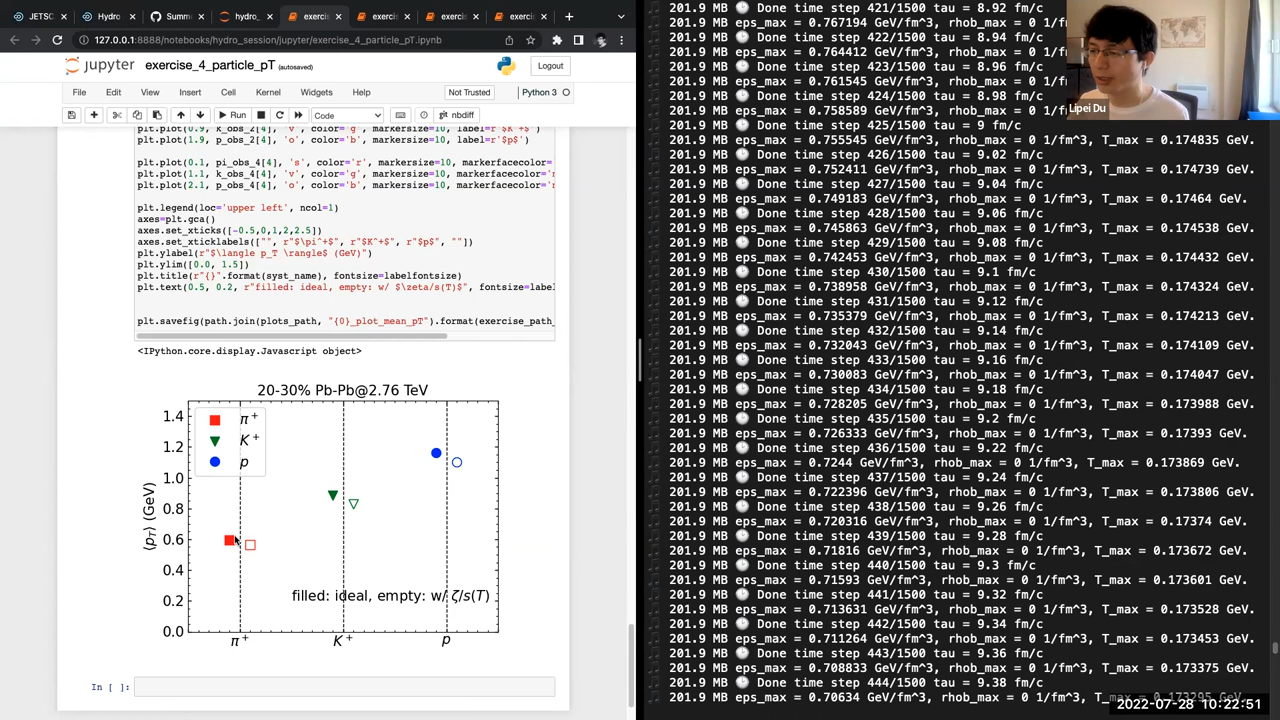 JETSC
Hydro
Summe
hydro_
exercis
exercis
exercis
exercis
127.0.0.1:8888/notebooks/hydro_session/jupyter/exercise_4_particle_pT.ipynb
jupyter exercise_4_particle_pT (autosaved)
Logout
File Edit View Insert Cell Kernel Widgets Help
Not Trusted
Python 3
Run
Code
nbdiff
plt.plot(0.9, k_obs_2[4], 'v', color='g', markersize=10, label=r'$K^+$')
plt.plot(1.9, p_obs_2[4], 'o', color='b', markersize=10, label=r'$p$')
plt.plot(0.1, pi_obs_4[4], 's', color='r', markersize=10, markerfacecolor=
plt.plot(1.1, k_obs_4[4], 'v', color='g', markersize=10, markerfacecolor='
plt.plot(2.1, p_obs_4[4], 'o', color='b', markersize=10, markerfacecolor='
plt.legend(loc='upper left', ncol=1)
axes=plt.gca()
axes.set_xticks([-0.5,0,1,2,2.5])
axes.set_xticklabels(["", r"$\pi^+$", r"$K^+$", r"$p$", ""])
plt.ylabel(r"$\langle p_T \rangle$ (GeV)")
plt.ylim([0.0, 1.5])
plt.title(r"{}".format(syst_name), fontsize=labelfontsize)
plt.text(0.5, 0.2, r"filled: ideal, empty: w/ $\zeta/s(T)$", fontsize=label
plt.savefig(path.join(plots_path, "{0}_plot_mean_pT").format(exercise_path_
<IPython.core.display.Javascript object>
20-30% Pb-Pb@2.76 TeV
π+
K+
p
1.4
1.2
1.0
0.8
0.6
0.4
0.2
0.0
⟨pT⟩ (GeV)
filled: ideal, empty: w/ ζ/s(T)
π+ K+ p
In [ ]:
201.9 MB Done time step 421/1500 tau = 8.92 fm/c
201.9 MB eps_max = 0.767194 GeV/fm^3, rhob_max = 0 1/fm
201.9 MB Done time step 422/1500 tau = 8.94 fm/c
201.9 MB eps_max = 0.764412 GeV/fm^3, rhob_max = 0 1/fm
201.9 MB Done time step 423/1500 tau = 8.96 fm/c
201.9 MB eps_max = 0.761545 GeV/fm^3, rhob_max = 0 1/fm
201.9 MB Done time step 424/1500 tau = 8.98 fm/c
201.9 MB eps_max = 0.758589 GeV/fm^3, rhob_max = 0 1/fm
201.9 MB Done time step 425/1500 tau = 9 fm/c
201.9 MB eps_max = 0.755545 GeV/fm^3, rhob_max = 0 1/fm^3, T_max = 0.174835 GeV.
201.9 MB Done time step 426/1500 tau = 9.02 fm/c
201.9 MB eps_max = 0.752411 GeV/fm^3, rhob_max = 0 1/fm^3, T_max = 0.174739 GeV.
201.9 MB Done time step 427/1500 tau = 9.04 fm/c
201.9 MB GeV/fm^3, rhob_max = 0 1/fm^3, T_max = 0.17464 GeV.
201.9 MB Done time step 428/1500 tau = 9.06 fm/c
201.9 MB GeV/fm^3, rhob_max = 0 1/fm^3, T_max =
201.9 MB Done time step 429/1500 tau = 9.08 fm/c
201.9 MB GeV/fm^3, rhob_max = 0 1/fm^3, T_max = 0.174432 GeV.
201.9 MB Done time step 430/1500 tau = 9.1 fm/c
201.9 MB eps_max = 0.738958 GeV/fm^3, rhob_max = 0 1/fm^3, T_max = 0.174324 GeV.
201.9 MB Done time step 431/1500 tau = 9.12 fm/c
201.9 MB eps_max = 0.735379 GeV/fm^3, rhob_max = 0 1/fm^3, T_max = 0.174213 GeV.
201.9 MB Done time step 432/1500 tau = 9.14 fm/c
201.9 MB eps_max = 0.732043 GeV/fm^3, rhob_max = 0 1/fm^3, T_max = 0.174109 GeV.
201.9 MB Done time step 433/1500 tau = 9.16 fm/c
201.9 MB eps_max = 0.730083 GeV/fm^3, rhob_max = 0 1/fm^3, T_max = 0.174047 GeV.
201.9 MB Done time step 434/1500 tau = 9.18 fm/c
201.9 MB eps_max = 0.728205 GeV/fm^3, rhob_max = 0 1/fm^3, T_max = 0.173988 GeV.
201.9 MB Done time step 435/1500 tau = 9.2 fm/c
201.9 MB eps_max = 0.726333 GeV/fm^3, rhob_max = 0 1/fm^3, T_max = 0.17393 GeV.
201.9 MB Done time step 436/1500 tau = 9.22 fm/c
201.9 MB eps_max = GeV/fm^3, rhob_max = 0 1/fm^3, T_max = 0.173869 GeV.
201.9 MB Done time step 437/1500 tau = 9.24 fm/c
201.9 MB GeV/fm^3, rhob_max = 0 1/fm^3, T_max = 0.173806 GeV.
201.9 MB Done time step 438/1500 tau = 9.26 fm/c
201.9 MB GeV/fm^3, rhob_max = 0 1/fm^3, T_max =
201.9 MB Done time step 439/1500 tau = 9.28 fm/c
201.9 MB GeV/fm^3, rhob_max = 0 1/fm^3, T_max = 0.173672 GeV.
201.9 MB Done time step 440/1500 tau = 9.3 fm/c
201.9 MB eps_max = 0.71553 GeV/fm^3, rhob_max = 0 1/fm^3, T_max = 0.173601 GeV.
201.9 MB Done time step 441/1500 tau = 9.32 fm/c
201.9 MB eps_max = 0.713631 GeV/fm^3, rhob_max = 0 1/fm^3, T_max = 0.173528 GeV.
201.9 MB Done time step 442/1500 tau = 9.34 fm/c
201.9 MB eps_max = 0.711264 GeV/fm^3, rhob_max = 0 1/fm^3, T_max = 0.173453 GeV.
201.9 MB Done time step 443/1500 tau = 9.36 fm/c
201.9 MB eps_max = 0.708833 GeV/fm^3, rhob_max = 0 1/fm^3, T_max = 0.173375 GeV.
201.9 MB Done time step 444/1500 tau = 9.38 fm/c
201.9 MB eps_max = 0.70634 GeV/fm^3, rhob_max = 0 1/fm^3, T_max = 0.173295 GeV.
Lipei Du
2022-07-28 10:22:51